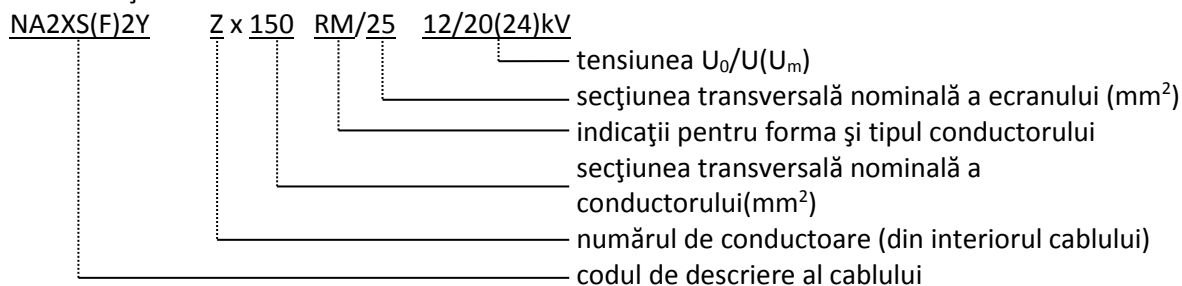 NA2XS(F)2Y Z x 150 RM/25 12/20(24)kV
tensiunea U₀/U(Uₘ)
secţiunea transversală nominală a ecranului (mm²)
indicaţii pentru forma şi tipul conductorului
secţiunea transversală nominală a
conductorului(mm²)
numărul de conductoare (din interiorul cablului)
codul de descriere al cablului